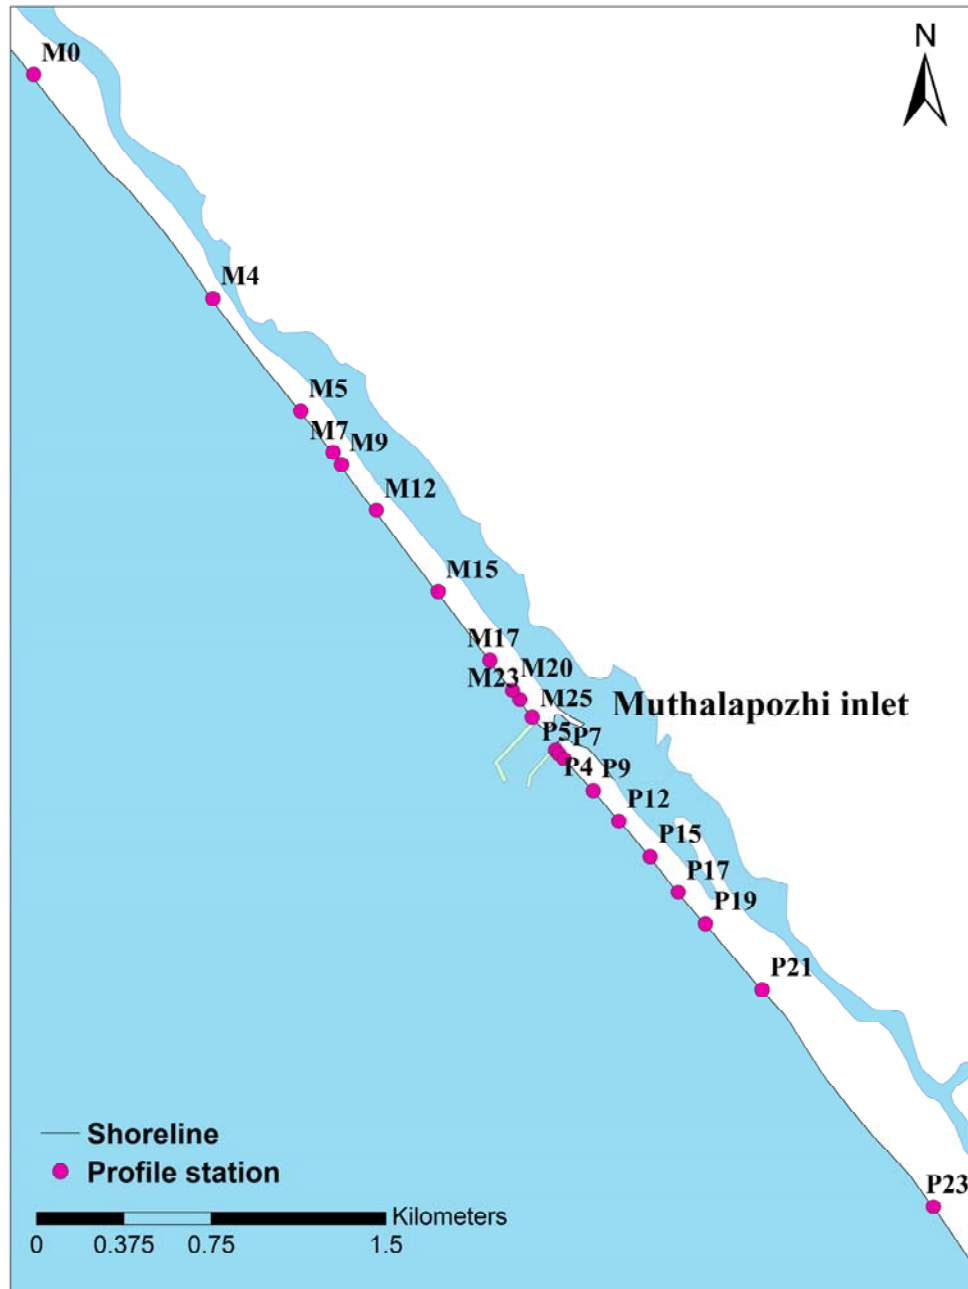 N
M0
M4
M5
M7
M9
M12
M15
M17
M20
M23
M25
Muthalapozhi inlet
P5
P7
P4
P9
P12
P15
P17
P19
P21
P23
Shoreline
Profile station
Kilometers
0 0.375 0.75 1.5